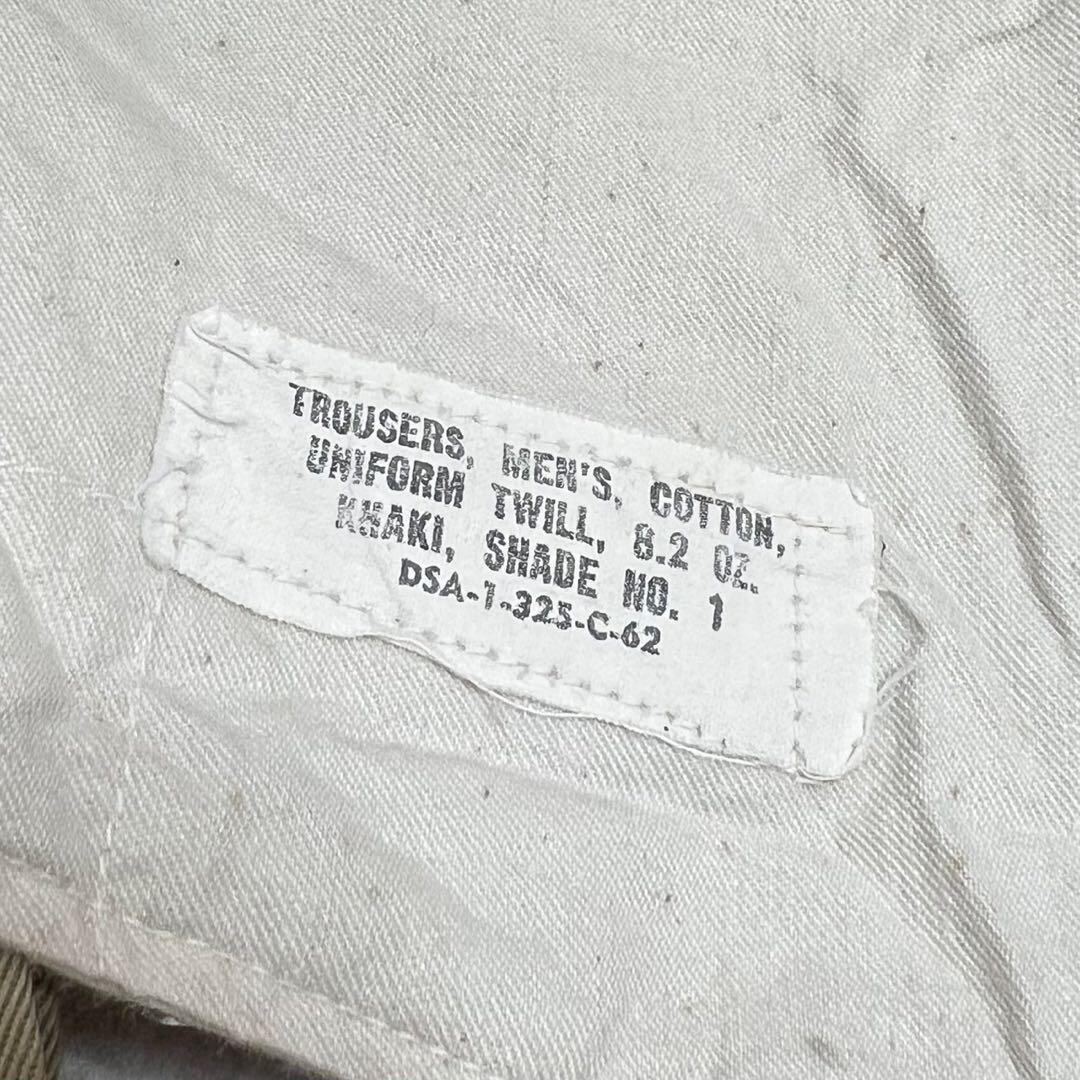 TROUSERS, MEN'S, COTTON,
UNIFORM TWILL, 8.2 OZ.
KHAKI, SHADE NO. 1
DSA-1-325-C-62